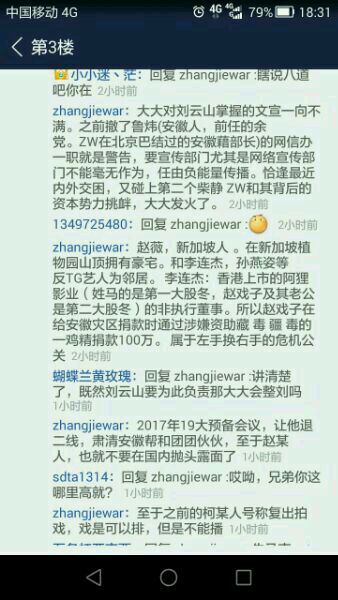 中国移动 4G 4G 4G 79% 18:31
第3楼
小小迷、茫: 回复 zhangjiewar :瞎说八道
吧你在 2小时前
zhangjiewar: 大大对刘云山掌握的文宣一向不
满。之前撤了鲁炜(安徽人，前任的余
党。ZW在北京巴结过的安徽藉部长)的网信办
一职就是警告，要宣传部门尤其是网络宣传部
门不能毫无作为，任由负能量传播。恰逢最近
内外交困，又碰上第二个柴静 ZW和其背后的
资本势力挑衅，大大发火了。 2小时前
1349725480: 回复 zhangjiewar : 2小时前
zhangjiewar: 赵薇，新加坡人 。在新加坡植
物园山顶拥有豪宅。和李连杰，孙燕姿等
反TG艺人为邻居。 李连杰：香港上市的阿狸
影业（姓马的是第一大股冬，赵戏子及其老公
是第二大股冬）的非执行董事。所以赵戏子在
给安徽灾区捐款时通过涉嫌资助藏 毒 疆 毒的
一鸡精捐款100万。 属于左手换右手的危机公
关 2小时前
蝴蝶兰黄玫瑰: 回复 zhangjiewar :讲清楚
了，既然刘云山要为此负责那大大会整刘吗
1小时前
zhangjiewar: 2017年19大预备会议，让他退
二线，肃清安徽帮和团团伙伙，至于赵某
人，也就不要在国内抛头露面了 1小时前
sdta1314: 回复 zhangjiewar :哎呦，兄弟你这
哪里高就？ 1小时前
zhangjiewar: 至于之前的柯某人号称复出拍
戏，戏是可以排，但是不能播 1小时前
回复 zhangjiewar